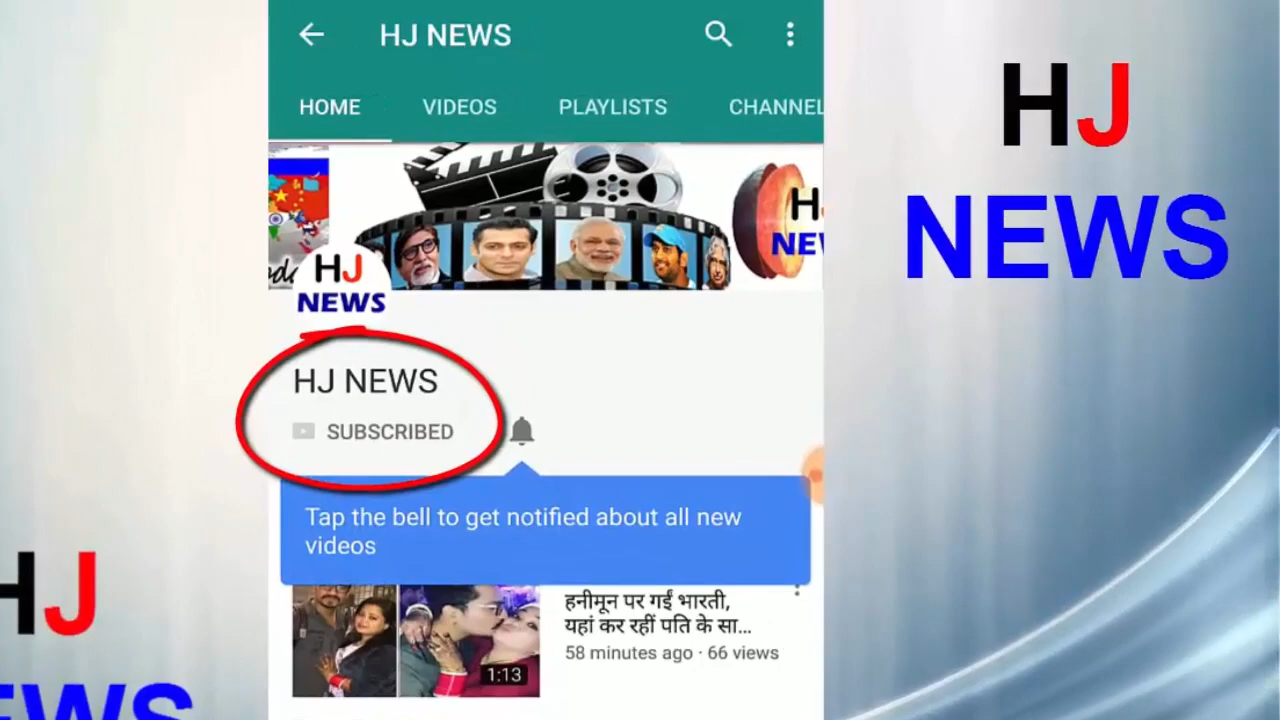 HJ NEWS
HOME VIDEOS PLAYLISTS CHANNEL
HJ
NEWS
HJ
NEWS
HJ NEWS
SUBSCRIBED
Tap the bell to get notified about all new
videos
हनीमून पर गईं भारती,
यहां कर रहीं पति के सा...
58 minutes ago · 66 views
1:13
HJ